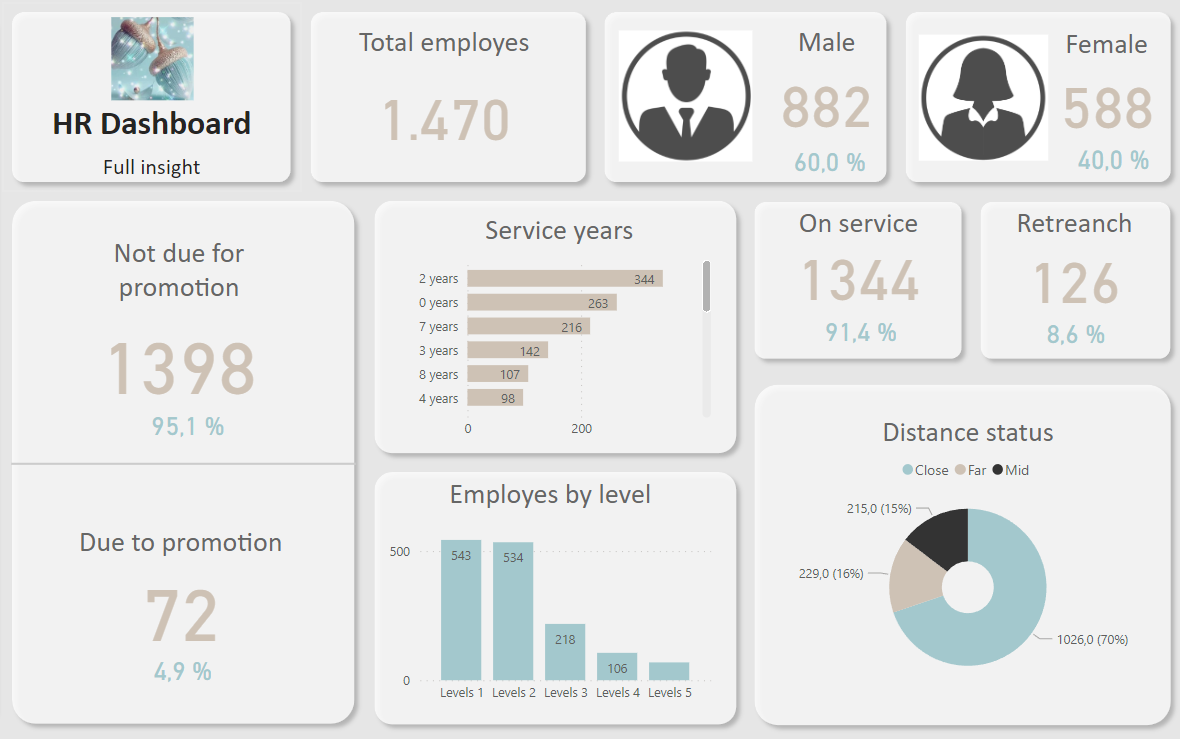 HR Dashboard
Full insight
Total employes
1.470
Male
882
60,0 %
Female
588
40,0 %
Not due for
promotion
1398
95,1 %
Due to promotion
72
4,9 %
Service years
2 years 344
0 years 263
7 years 216
3 years 142
8 years 107
4 years 98
0 200
Employes by level
500
543 534 218 106
0
Levels 1 Levels 2 Levels 3 Levels 4 Levels 5
On service
1344
91,4 %
Retreanch
126
8,6 %
Distance status
Close Far Mid
215,0 (15%)
229,0 (16%)
1026,0 (70%)